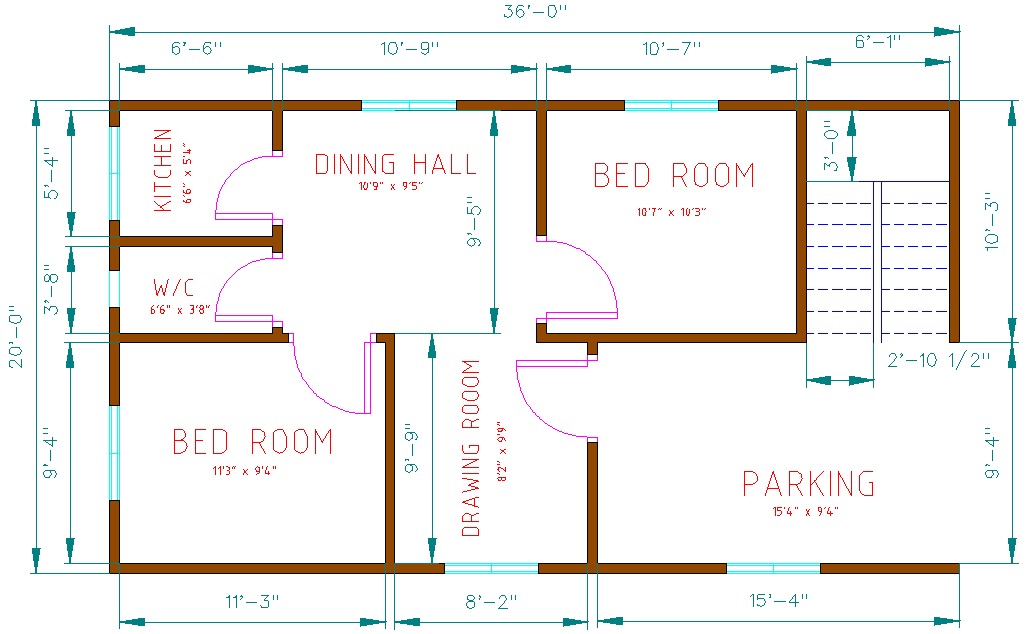 36'-0"
6'-6"
10'-9"
10'-7"
6'-1"
5'-4"
KITCHEN
6'6" x 5'4"
DINING HALL
10'9" x 9'5"
9'-5"
BED ROOM
10'7" x 10'3"
3'-0"
10'-3"
20'-0"
3'-8"
W/C
6'6" x 3'8"
2'-10 1/2"
9'-4"
BED ROOM
11'3" x 9'4"
9'-9"
DRAWING ROOOM
8'2" x 9'9"
PARKING
15'4" x 9'4"
9'-4"
11'-3"
8'-2"
15'-4"